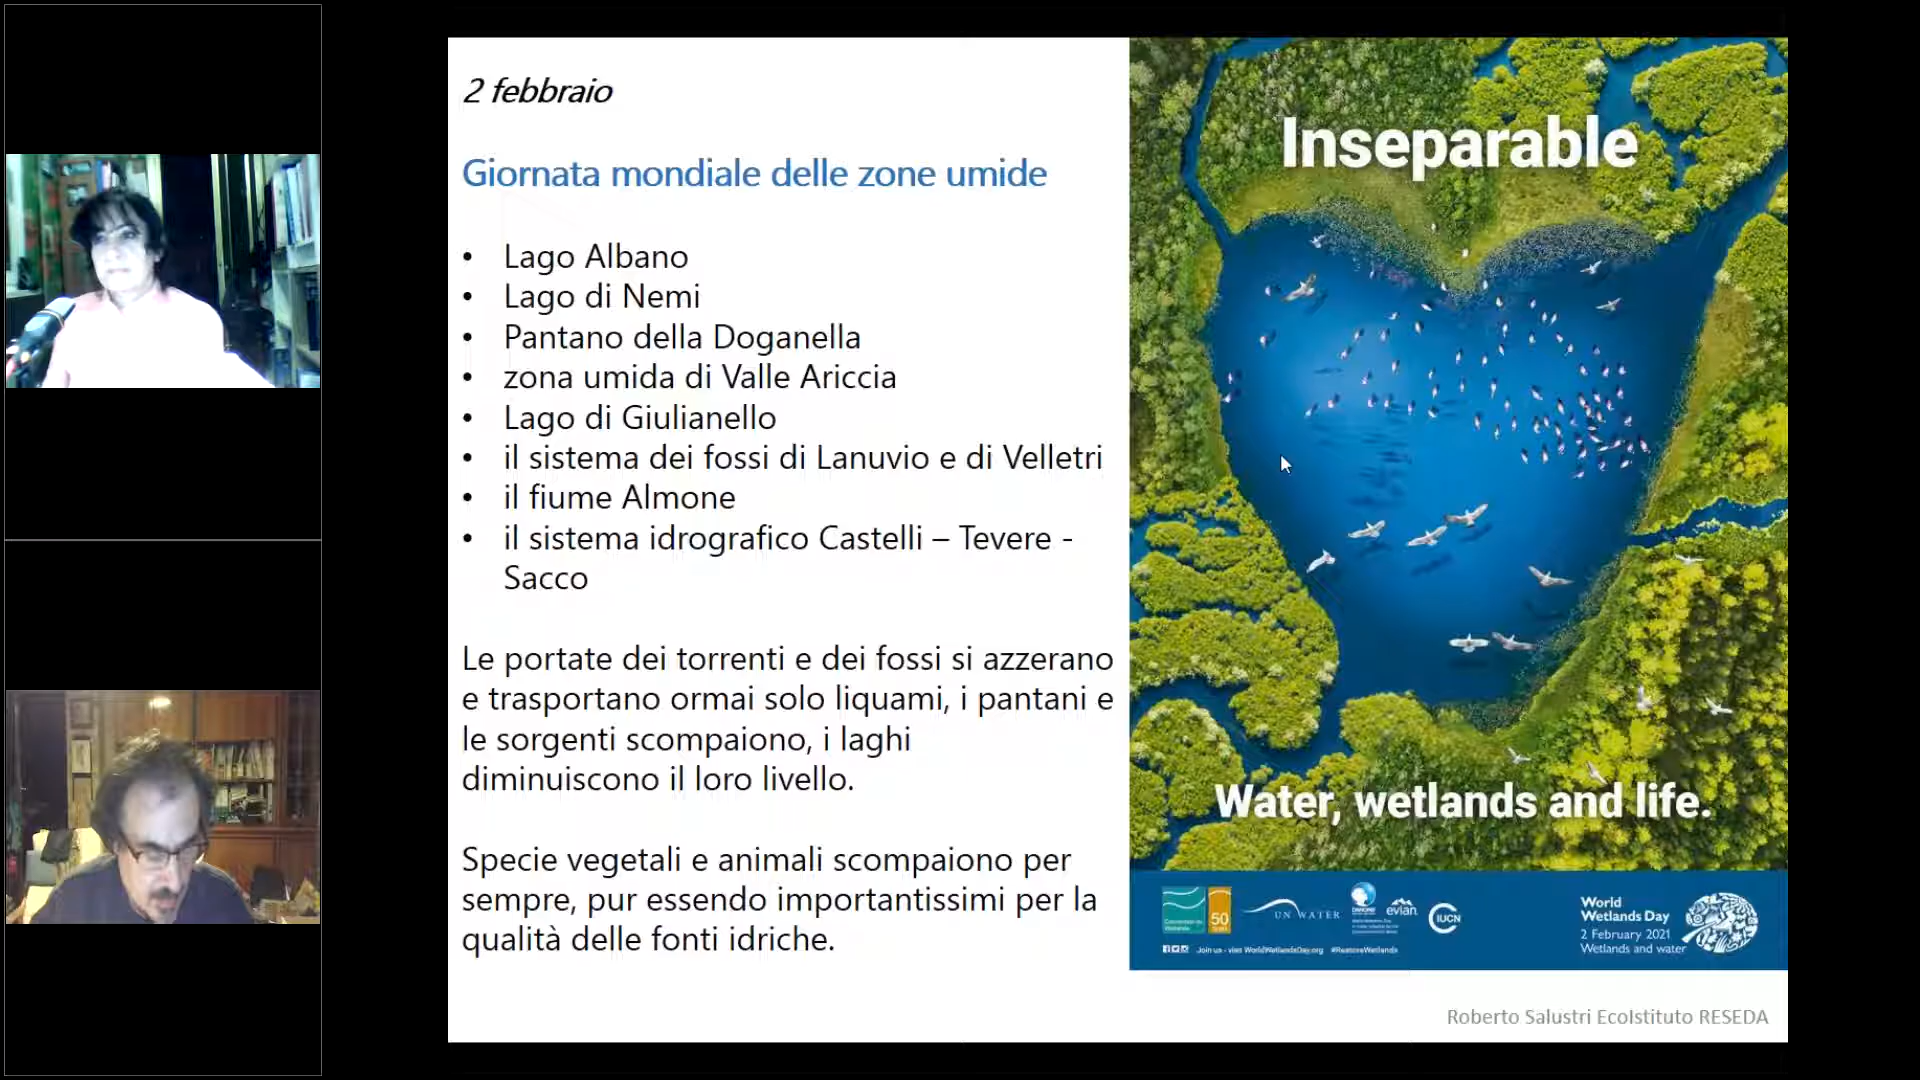 2 febbraio
Giornata mondiale delle zone umide
• Lago Albano
• Lago di Nemi
• Pantano della Doganella
• zona umida di Valle Ariccia
• Lago di Giulianello
• il sistema dei fossi di Lanuvio e di Velletri
• il fiume Almone
• il sistema idrografico Castelli – Tevere -
Sacco
Le portate dei torrenti e dei fossi si azzerano
e trasportano ormai solo liquami, i pantani e
le sorgenti scompaiono, i laghi
diminuiscono il loro livello.
Specie vegetali e animali scompaiono per
sempre, pur essendo importantissimi per la
qualità delle fonti idriche.
Inseparable
Water, wetlands and life.
50
UN WATER
DANONE
evian
IUCN
Join us - visit WorldWetlandsDay.org #RestoreWetlands
World
Wetlands Day
2 February 2021
Wetlands and water
Roberto Salustri EcoIstituto RESEDA